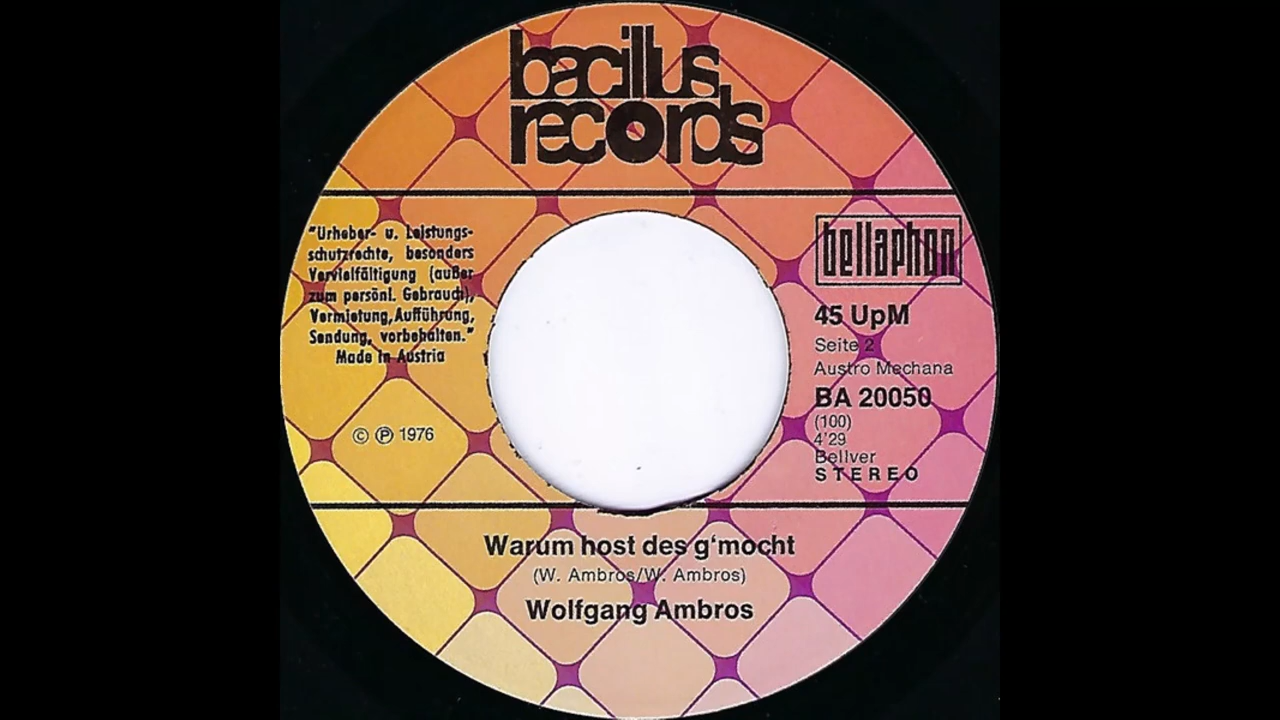 bacillus
records
"Urheber- u. Leistungs-
schutzrechte, besonders
Vervielfältigung (außer
zum persönl. Gebrauch),
Vermietung, Aufführung,
Sendung, vorbehalten."
Made in Austria
© ℗ 1976
bellaphon
45 UpM
Seite 2
Austro Mechana
BA 20050
(100)
4'29
Bellver
STEREO
Warum host des g'mocht
(W. Ambros/W. Ambros)
Wolfgang Ambros